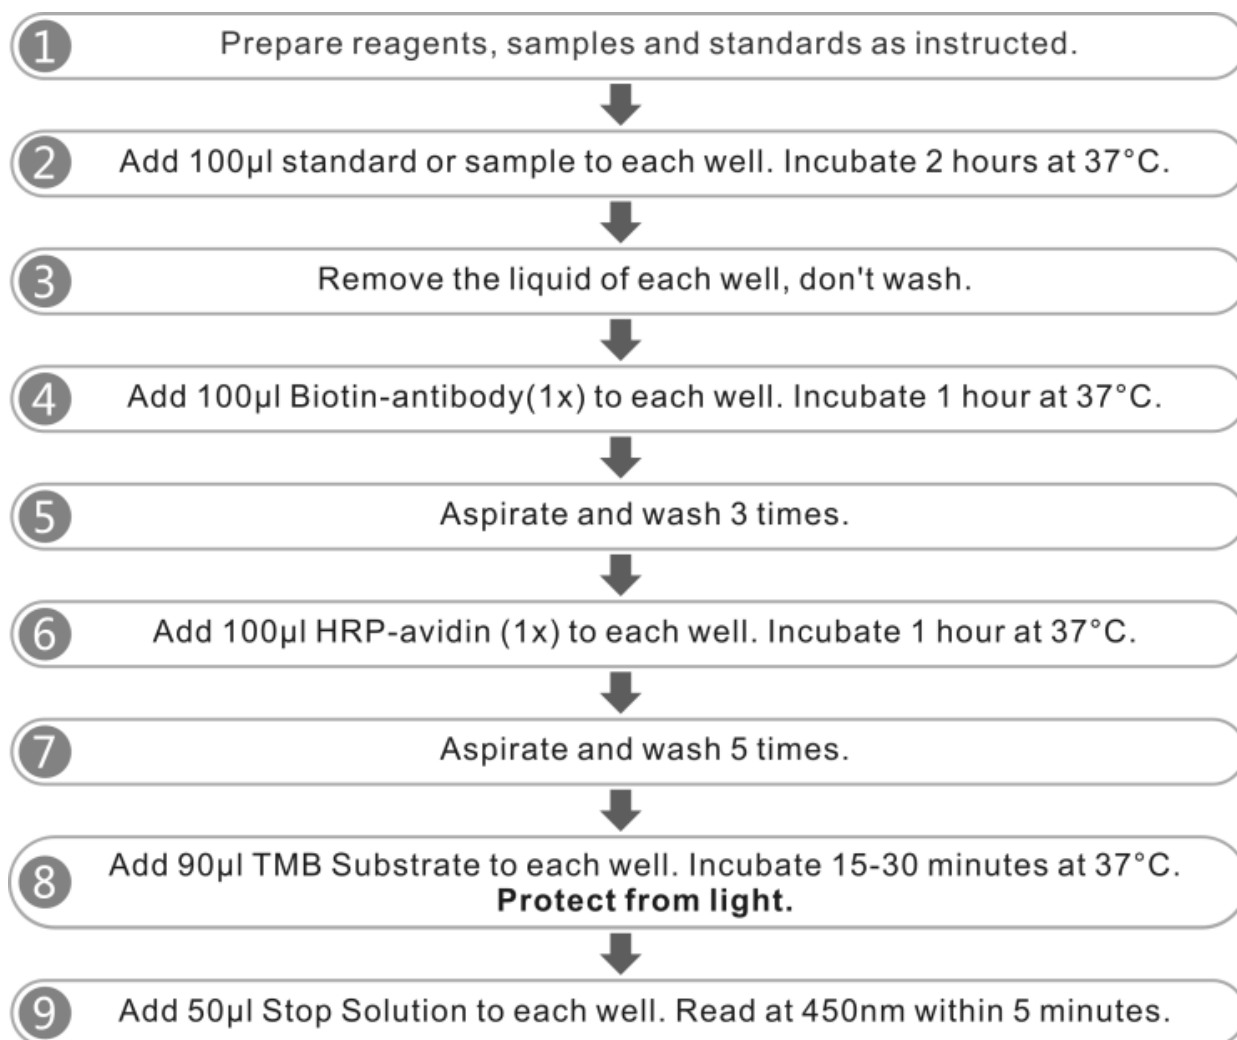 1 Prepare reagents, samples and standards as instructed.
2 Add 100µl standard or sample to each well. Incubate 2 hours at 37°C.
3 Remove the liquid of each well, don't wash.
4 Add 100µl Biotin-antibody(1x) to each well. Incubate 1 hour at 37°C.
5 Aspirate and wash 3 times.
6 Add 100µl HRP-avidin (1x) to each well. Incubate 1 hour at 37°C.
7 Aspirate and wash 5 times.
8 Add 90µl TMB Substrate to each well. Incubate 15-30 minutes at 37°C.
Protect from light.
9 Add 50µl Stop Solution to each well. Read at 450nm within 5 minutes.